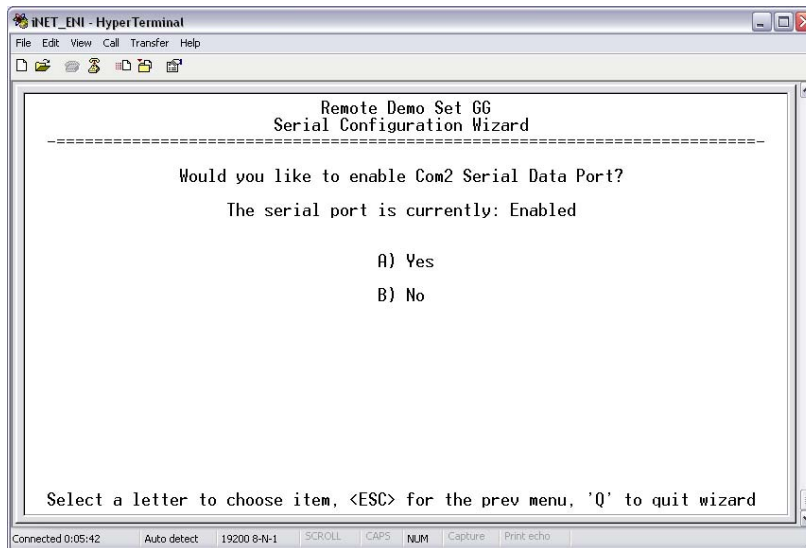 iNET_ENI - HyperTerminal
File Edit View Call Transfer Help
Remote Demo Set GG
Serial Configuration Wizard
-==========================================================================-
Would you like to enable Com2 Serial Data Port?
The serial port is currently: Enabled
A) Yes
B) No
Select a letter to choose item, <ESC> for the prev menu, 'Q' to quit wizard
Connected 0:05:42 Auto detect 19200 8-N-1 SCROLL CAPS NUM Capture Print echo